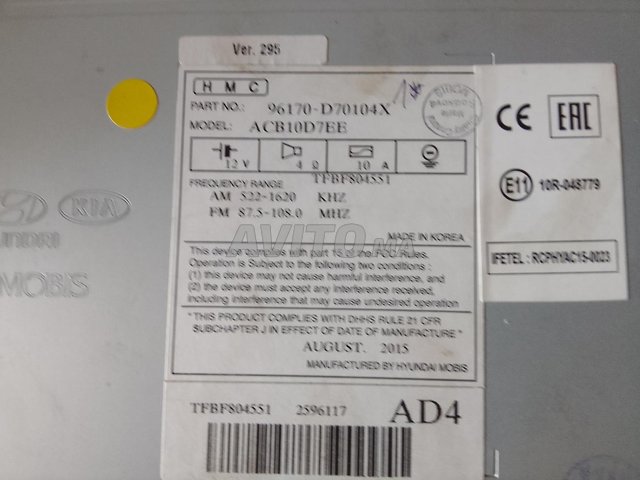 Ver. 295
HMC
PART NO.: 96170-D70104X
MODEL: ACB10D7EE
12 V 4 Ω 10 A
TFBF804551
FREQUENCY RANGE
AM 522-1620 KHZ
FM 87.5-108.0 MHZ
MADE IN KOREA
This device complies with part 15 of the FCC Rules.
Operation is Subject to the following two conditions :
(1) this device may not cause harmful interference, and
(2) the device must accept any interference received,
including interference that may cause undesired operation
"THIS PRODUCT COMPLIES WITH DHHS RULE 21 CFR
SUBCHAPTER J IN EFFECT OF DATE OF MANUFACTURE"
AUGUST. 2015
MANUFACTURED BY HYUNDAI MOBIS
TFBF804551 2596117 AD4
CE EAC
E11 10R-048779
IFETEL : RCPHYAC15-0023
KIA
MOBIS
AVITO.MA